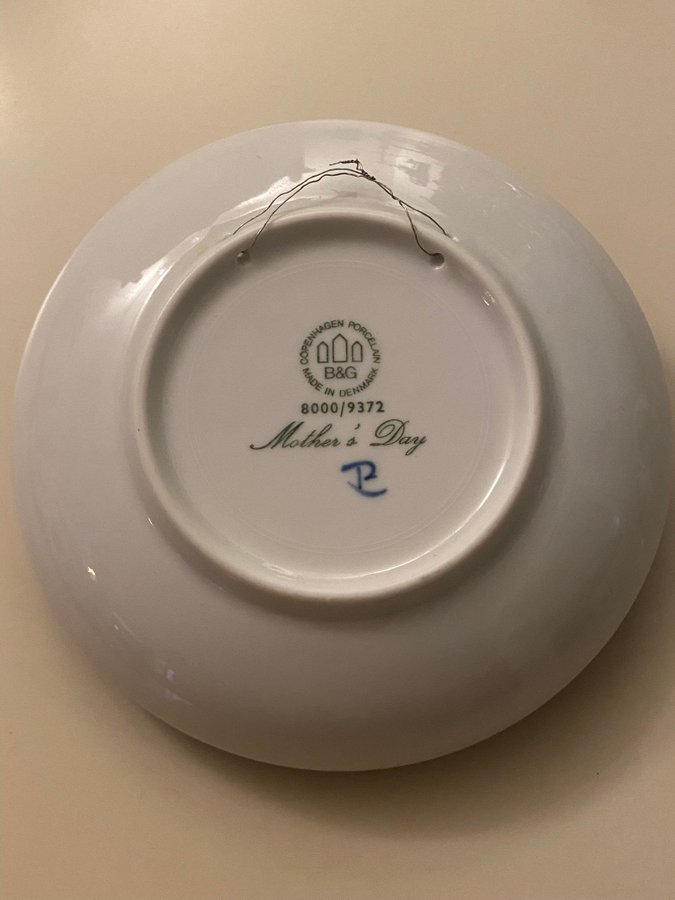 COPENHAGEN PORCELAIN
B&G
MADE IN DENMARK
8000/9372
Mother's Day